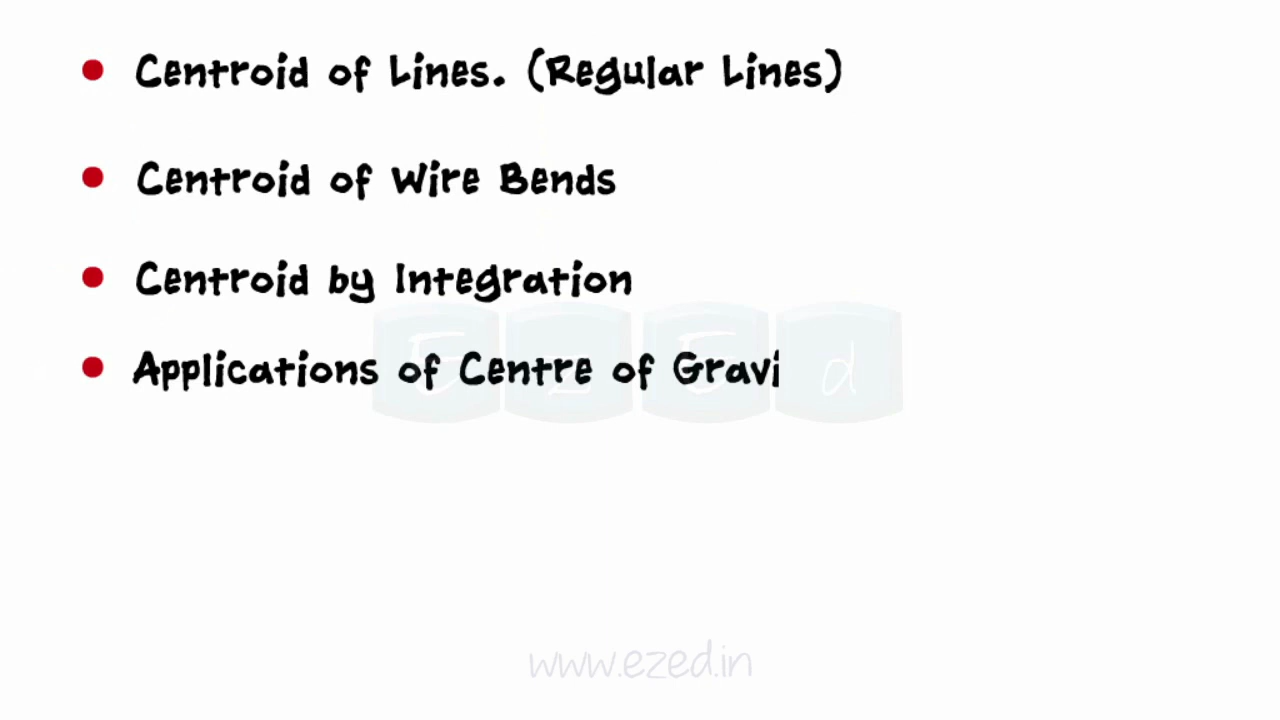 Centroid of Lines. (Regular Lines)
Centroid of Wire Bends
Centroid by Integration
Applications of Centre of Gravi
E z E d
www.ezed.in